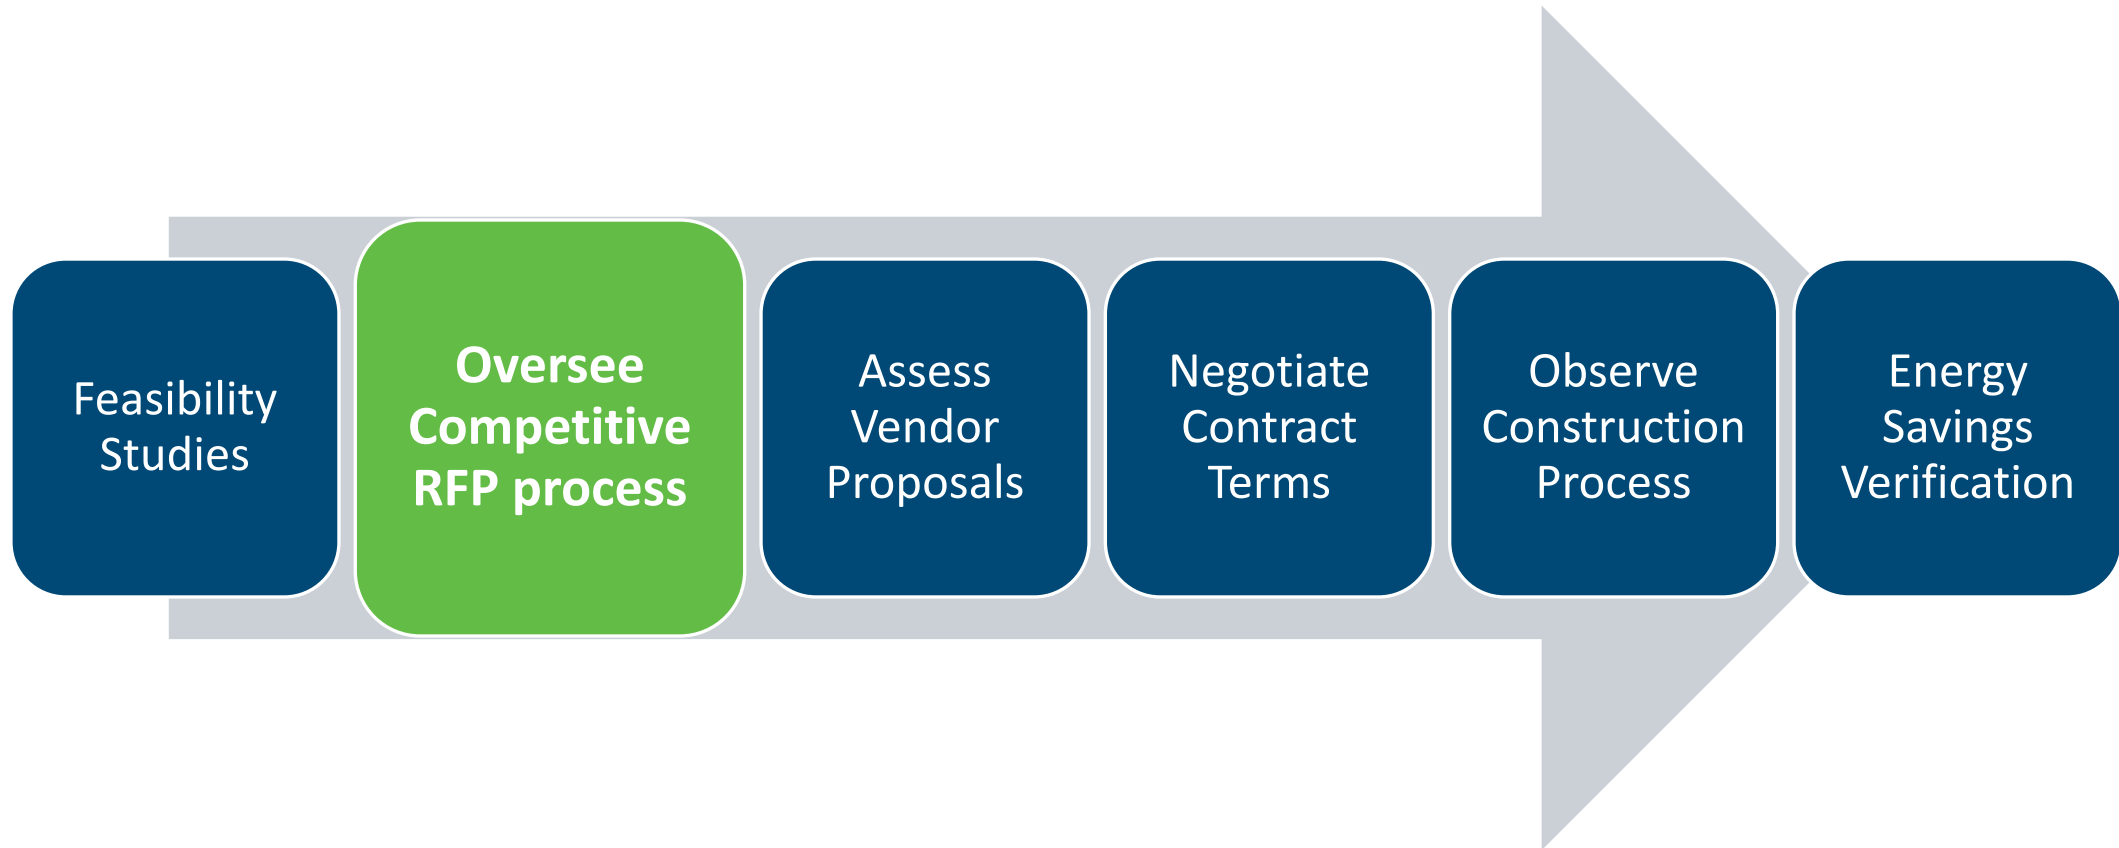 Feasibility
Studies
Oversee
Competitive
RFP process
Assess
Vendor
Proposals
Negotiate
Contract
Terms
Observe
Construction
Process
Energy
Savings
Verification